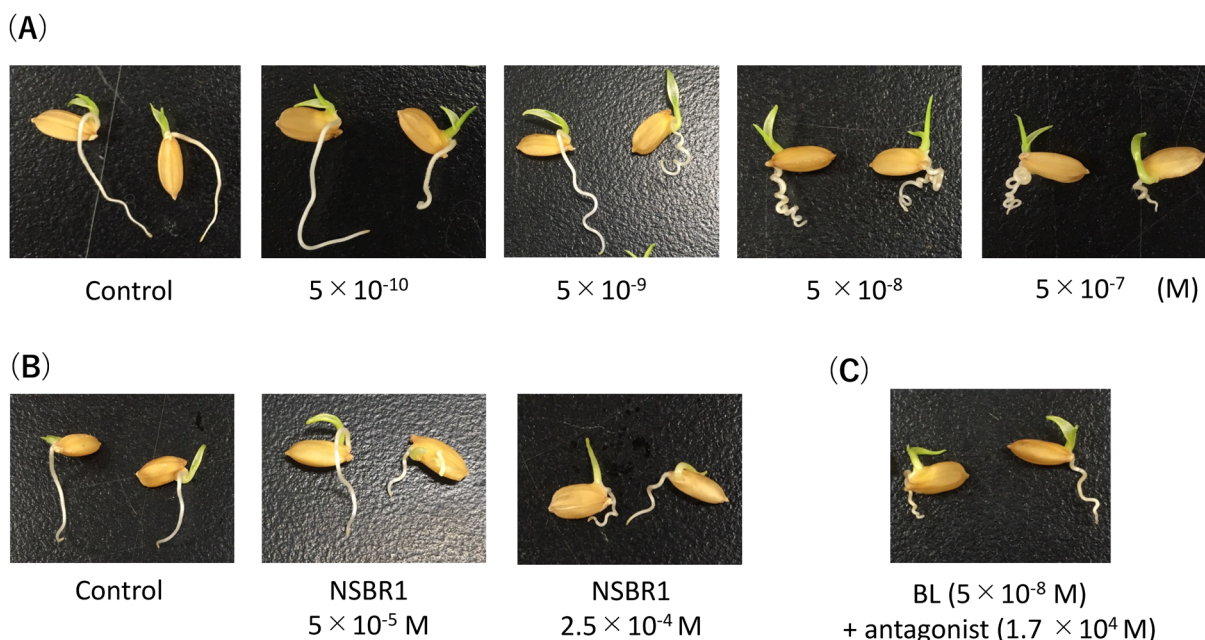 (A)
Control
5 × 10⁻¹⁰
5 × 10⁻⁹
5 × 10⁻⁸
5 × 10⁻⁷ (M)
(B)
Control
NSBR1
5 × 10⁻⁵ M
NSBR1
2.5 × 10⁻⁴ M
(C)
BL (5 × 10⁻⁸ M)
+ antagonist (1.7 × 10⁴ M)